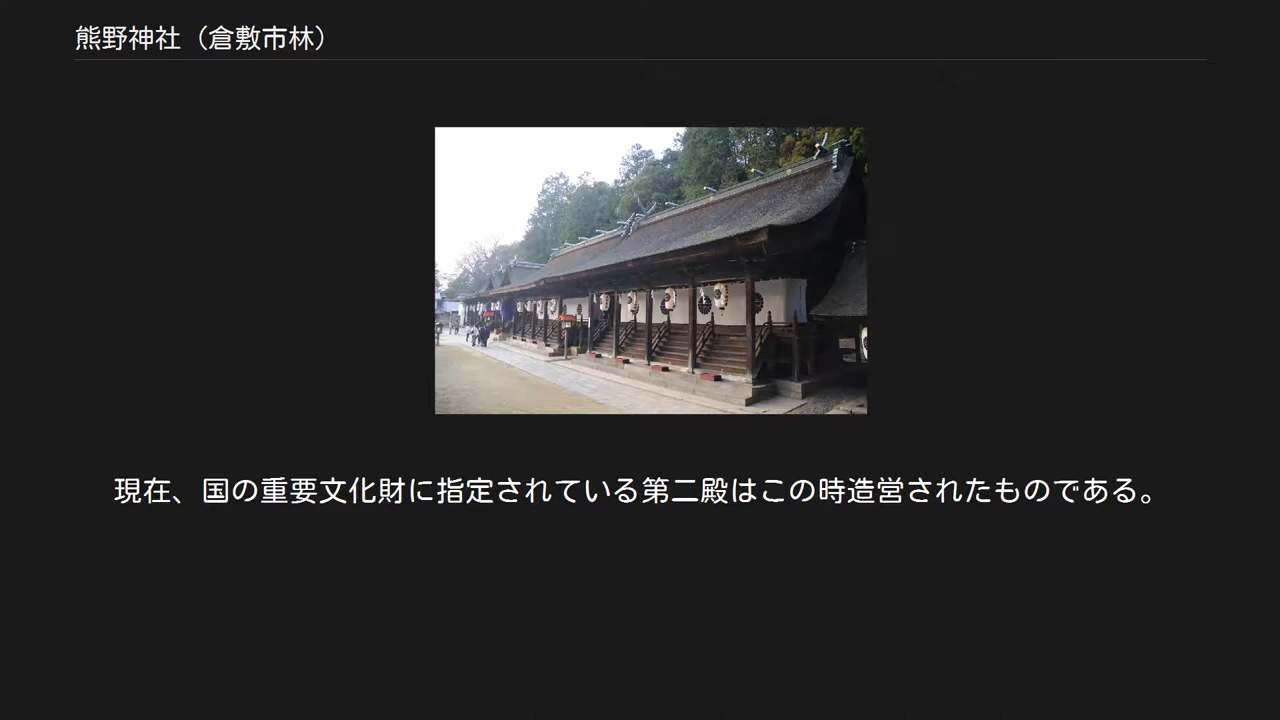 熊野神社（倉敷市林）
現在、国の重要文化財に指定されている第二殿はこの時造営されたものである。